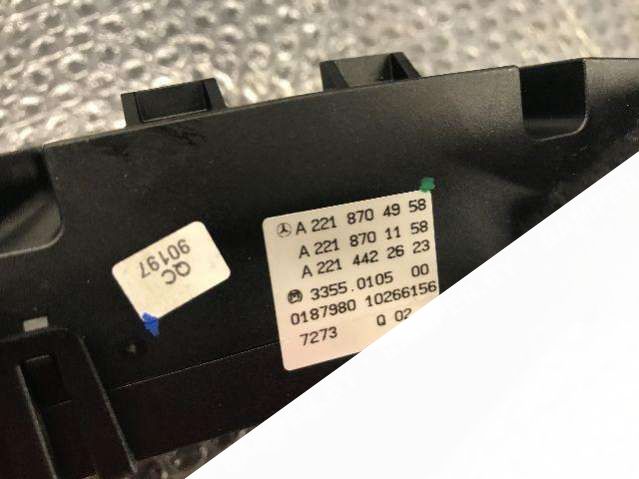 QC
90197
A 221 870 49 58
A 221 870 11 58
A 221 442 26 23
3355.0105 00
0187980 10266156
7273 Q 02